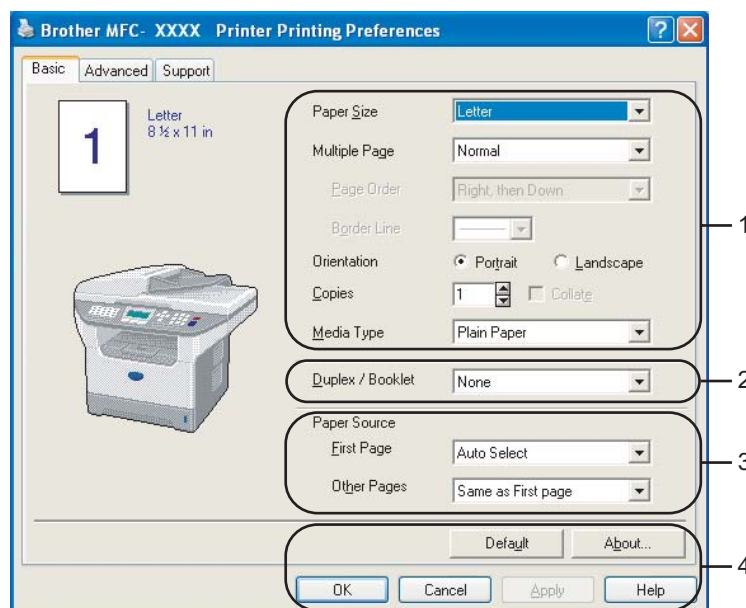 Brother MFC- XXXX Printer Printing Preferences
Basic Advanced Support
1
Letter
8 ½ x 11 in
Paper Size Letter
Multiple Page Normal
Page Order Right, then Down
Border Line
Orientation Portrait Landscape
Copies 1 Collate
Media Type Plain Paper
1
Duplex / Booklet None
2
Paper Source
First Page Auto Select
Other Pages Same as First page
3
Default About...
OK Cancel Apply Help
4